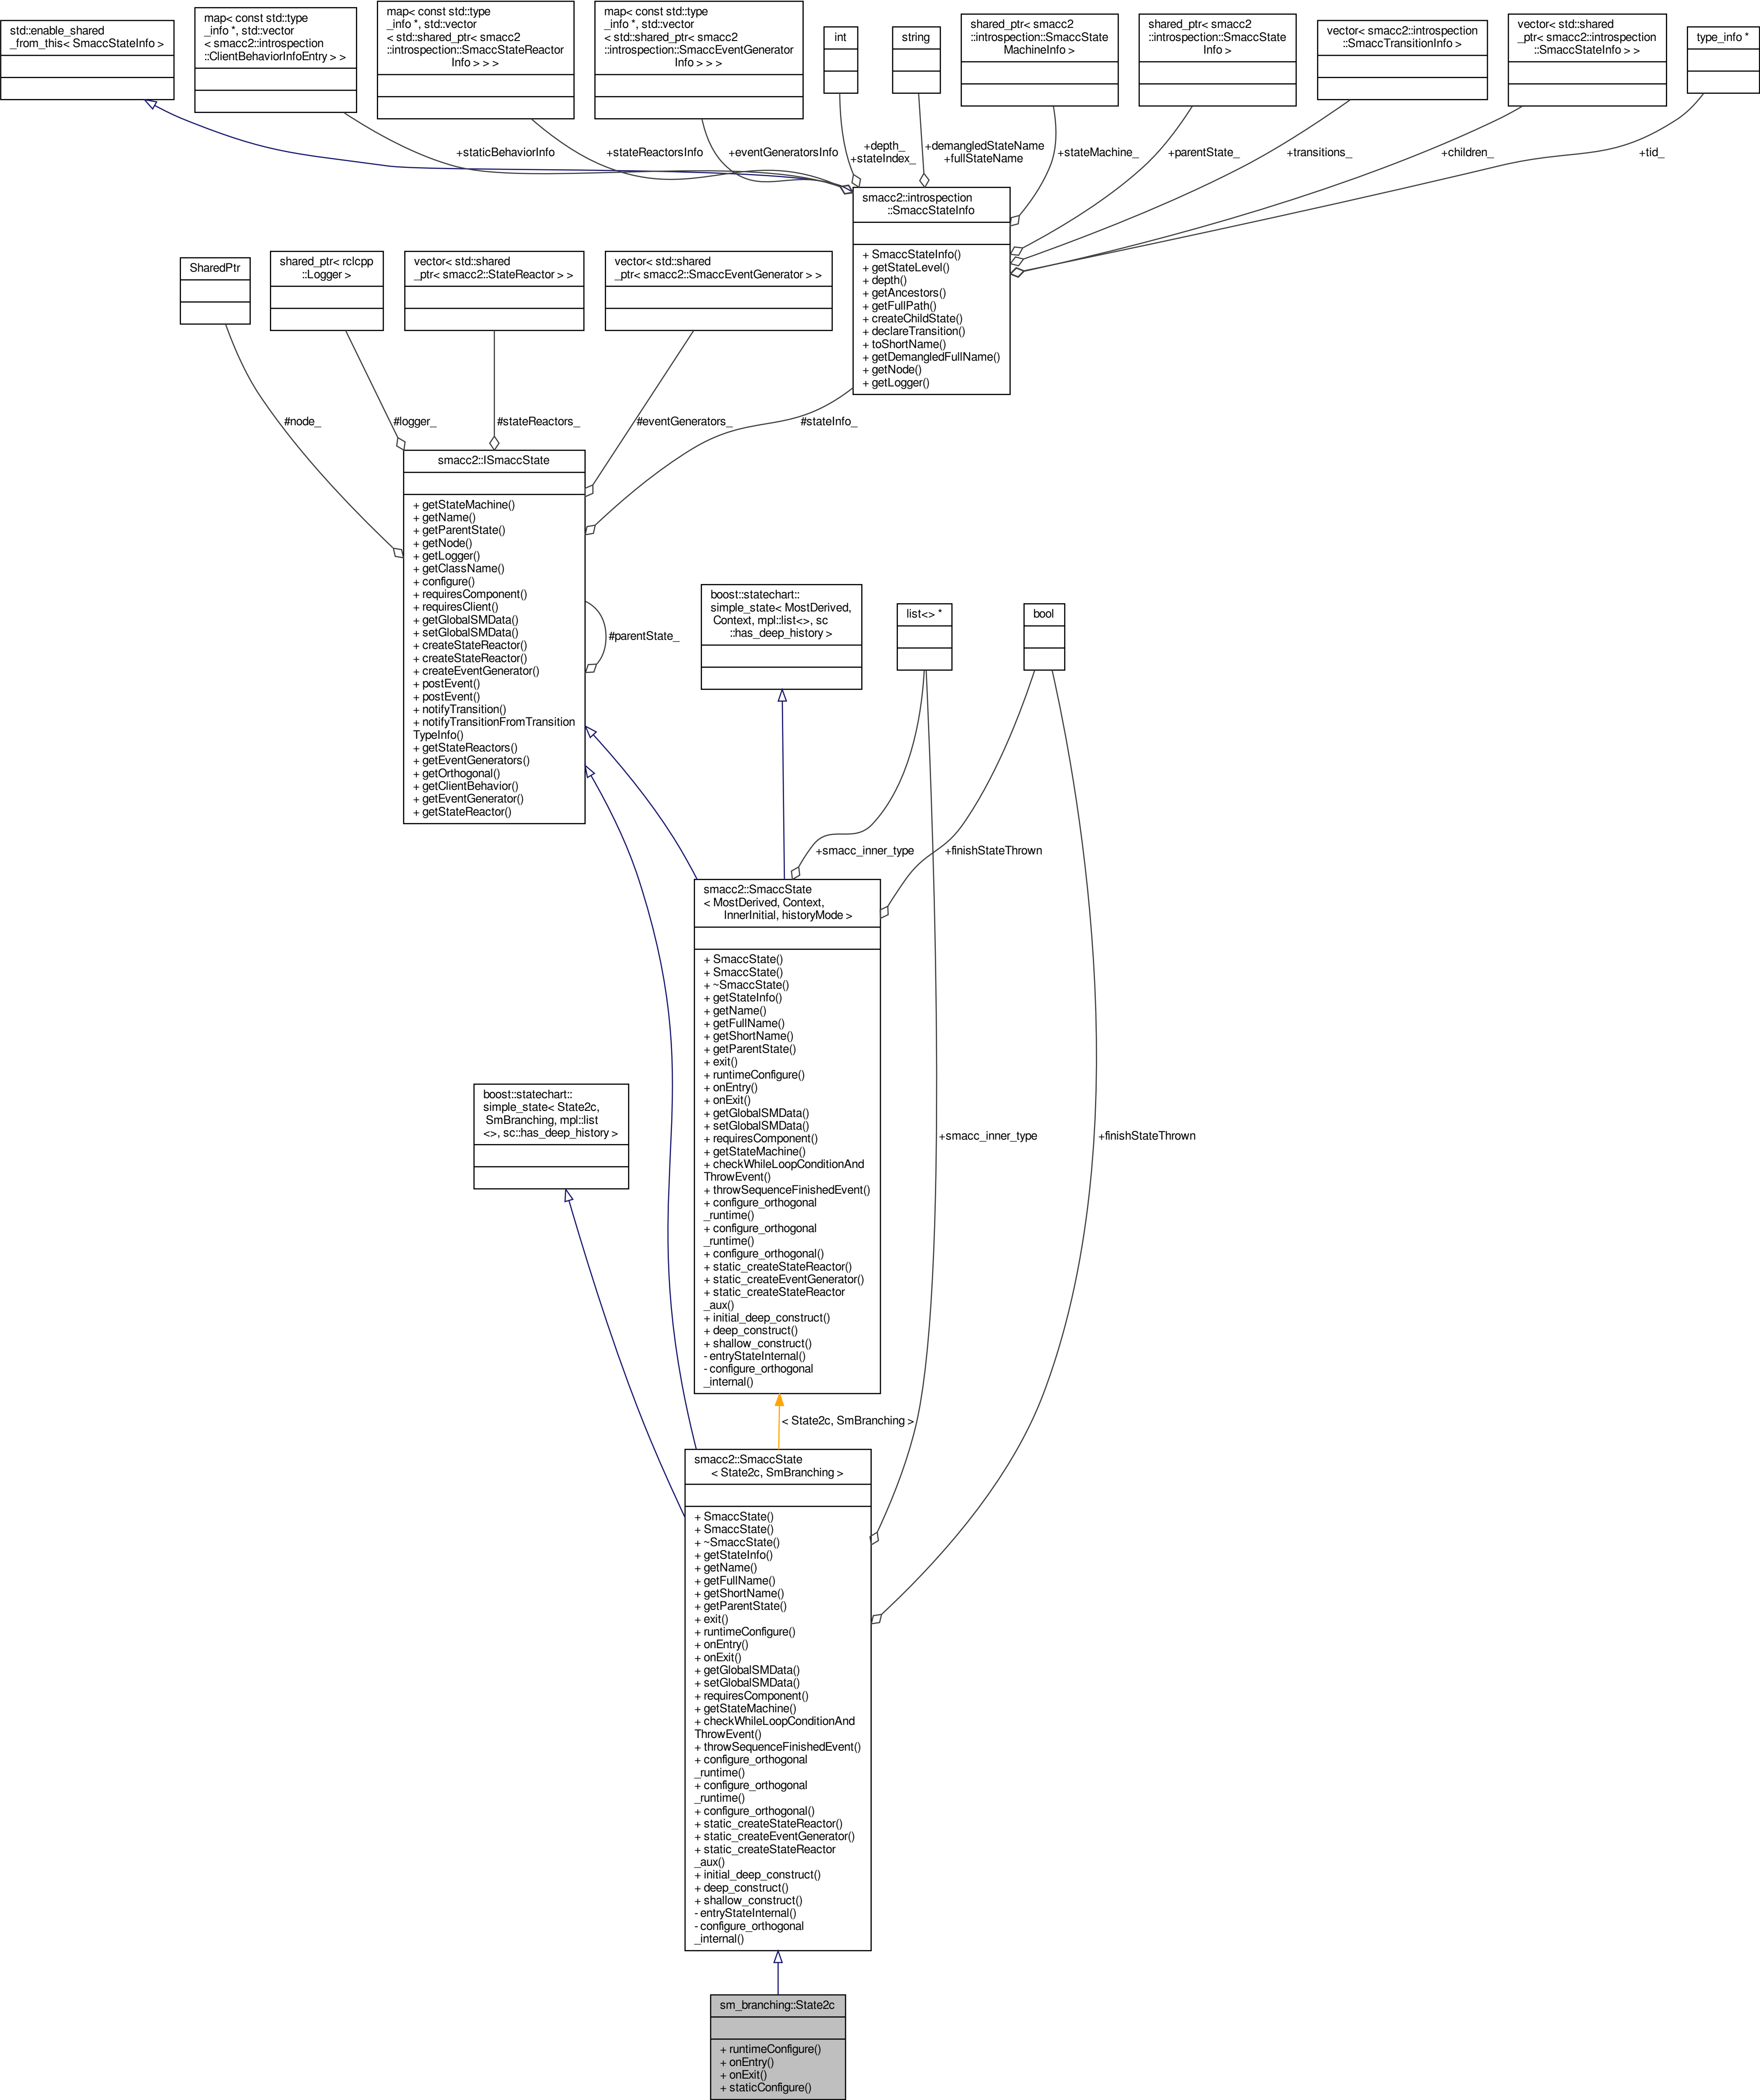 std::enable_shared
_from_this< SmaccStateInfo >
map< const std::type
_info *, std::vector
< smacc2::introspection
::ClientBehaviorInfoEntry > >
map< const std::type
_info *, std::vector
< std::shared_ptr< smacc2
::introspection::SmaccStateReactor
Info > > >
map< const std::type
_info *, std::vector
< std::shared_ptr< smacc2
::introspection::SmaccEventGenerator
Info > > >
int
string
shared_ptr< smacc2
::introspection::SmaccState
MachineInfo >
shared_ptr< smacc2
::introspection::SmaccState
Info >
vector< smacc2::introspection
::SmaccTransitionInfo >
vector< std::shared
_ptr< smacc2::introspection
::SmaccStateInfo > >
type_info *
+staticBehaviorInfo
+stateReactorsInfo
+eventGeneratorsInfo
+depth_
+stateIndex_
+demangledStateName
+fullStateName
+stateMachine_
+parentState_
+transitions_
+children_
+tid_
smacc2::introspection
::SmaccStateInfo
+ SmaccStateInfo()
+ getStateLevel()
+ depth()
+ getAncestors()
+ getFullPath()
+ createChildState()
+ declareTransition()
+ toShortName()
+ getDemangledFullName()
+ getNode()
+ getLogger()
SharedPtr
shared_ptr< rclcpp
::Logger >
vector< std::shared
_ptr< smacc2::StateReactor > >
vector< std::shared
_ptr< smacc2::SmaccEventGenerator > >
#node_
#logger_
#stateReactors_
#eventGenerators_
#stateInfo_
smacc2::ISmaccState
+ getStateMachine()
+ getName()
+ getParentState()
+ getNode()
+ getLogger()
+ getClassName()
+ configure()
+ requiresComponent()
+ requiresClient()
+ getGlobalSMData()
+ setGlobalSMData()
+ createStateReactor()
+ createStateReactor()
+ createEventGenerator()
+ postEvent()
+ postEvent()
+ notifyTransition()
+ notifyTransitionFromTransition
TypeInfo()
+ getStateReactors()
+ getEventGenerators()
+ getOrthogonal()
+ getClientBehavior()
+ getEventGenerator()
+ getStateReactor()
#parentState_
boost::statechart::
simple_state< MostDerived,
Context, mpl::list<>, sc
::has_deep_history >
list<> *
bool
+smacc_inner_type
+finishStateThrown
smacc2::SmaccState
< MostDerived, Context,
InnerInitial, historyMode >
+ SmaccState()
+ SmaccState()
+ ~SmaccState()
+ getStateInfo()
+ getName()
+ getFullName()
+ getShortName()
+ getParentState()
+ exit()
+ runtimeConfigure()
+ onEntry()
+ onExit()
+ getGlobalSMData()
+ setGlobalSMData()
+ requiresComponent()
+ getStateMachine()
+ checkWhileLoopConditionAnd
ThrowEvent()
+ throwSequenceFinishedEvent()
+ configure_orthogonal
_runtime()
+ configure_orthogonal
_runtime()
+ configure_orthogonal()
+ static_createStateReactor()
+ static_createEventGenerator()
+ static_createStateReactor
_aux()
+ initial_deep_construct()
+ deep_construct()
+ shallow_construct()
- entryStateInternal()
- configure_orthogonal
_internal()
boost::statechart::
simple_state< State2c,
SmBranching, mpl::list
<>, sc::has_deep_history >
+smacc_inner_type
+finishStateThrown
< State2c, SmBranching >
smacc2::SmaccState
< State2c, SmBranching >
+ SmaccState()
+ SmaccState()
+ ~SmaccState()
+ getStateInfo()
+ getName()
+ getFullName()
+ getShortName()
+ getParentState()
+ exit()
+ runtimeConfigure()
+ onEntry()
+ onExit()
+ getGlobalSMData()
+ setGlobalSMData()
+ requiresComponent()
+ getStateMachine()
+ checkWhileLoopConditionAnd
ThrowEvent()
+ throwSequenceFinishedEvent()
+ configure_orthogonal
_runtime()
+ configure_orthogonal
_runtime()
+ configure_orthogonal()
+ static_createStateReactor()
+ static_createEventGenerator()
+ static_createStateReactor
_aux()
+ initial_deep_construct()
+ deep_construct()
+ shallow_construct()
- entryStateInternal()
- configure_orthogonal
_internal()
sm_branching::State2c
+ runtimeConfigure()
+ onEntry()
+ onExit()
+ staticConfigure()